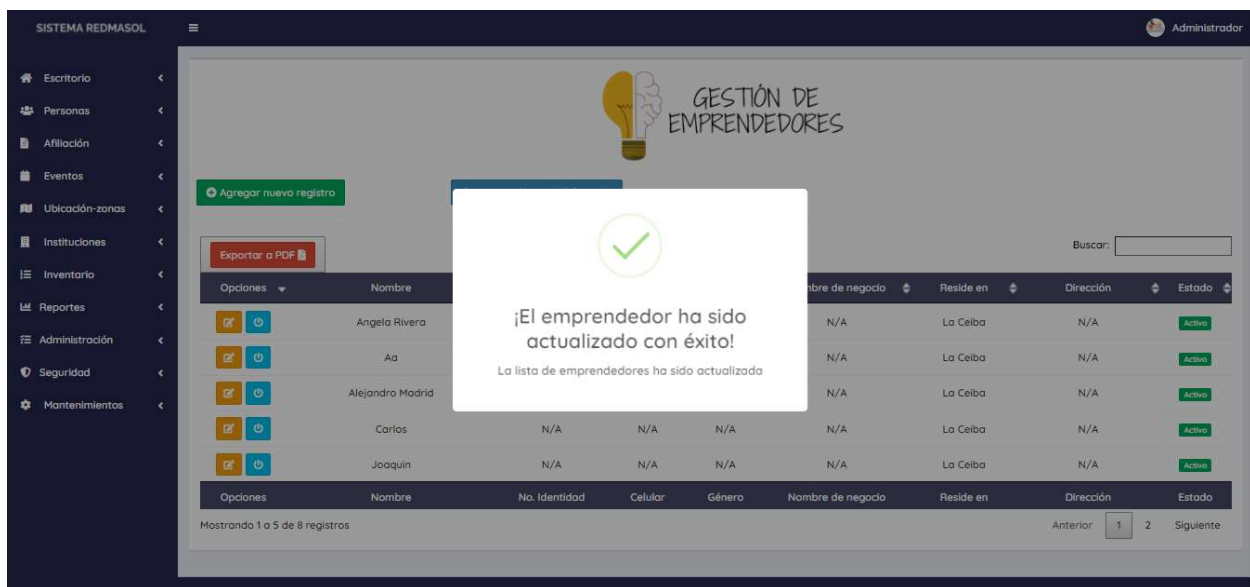 SISTEMA REDMASOL
Administrador
Escritorio
Personas
Afiliación
Eventos
Ubicación-zonas
Instituciones
Inventario
Reportes
Administración
Seguridad
Mantenimientos
GESTIÓN DE
EMPRENDEDORES
Agregar nuevo registro
Exportar a PDF
Buscar:
Opciones Nombre mbre de negocio Reside en Dirección Estado
Angela Rivera N/A La Ceiba N/A Activo
Aa N/A La Ceiba N/A Activo
Alejandro Madrid N/A La Ceiba N/A Activo
Carlos N/A N/A N/A N/A La Ceiba N/A Activo
Joaquin N/A N/A N/A N/A La Ceiba N/A Activo
Opciones Nombre No. Identidad Celular Género Nombre de negocio Reside en Dirección Estado
Mostrando 1 a 5 de 8 registros
Anterior 1 2 Siguiente
¡El emprendedor ha sido
actualizado con éxito!
La lista de emprendedores ha sido actualizada